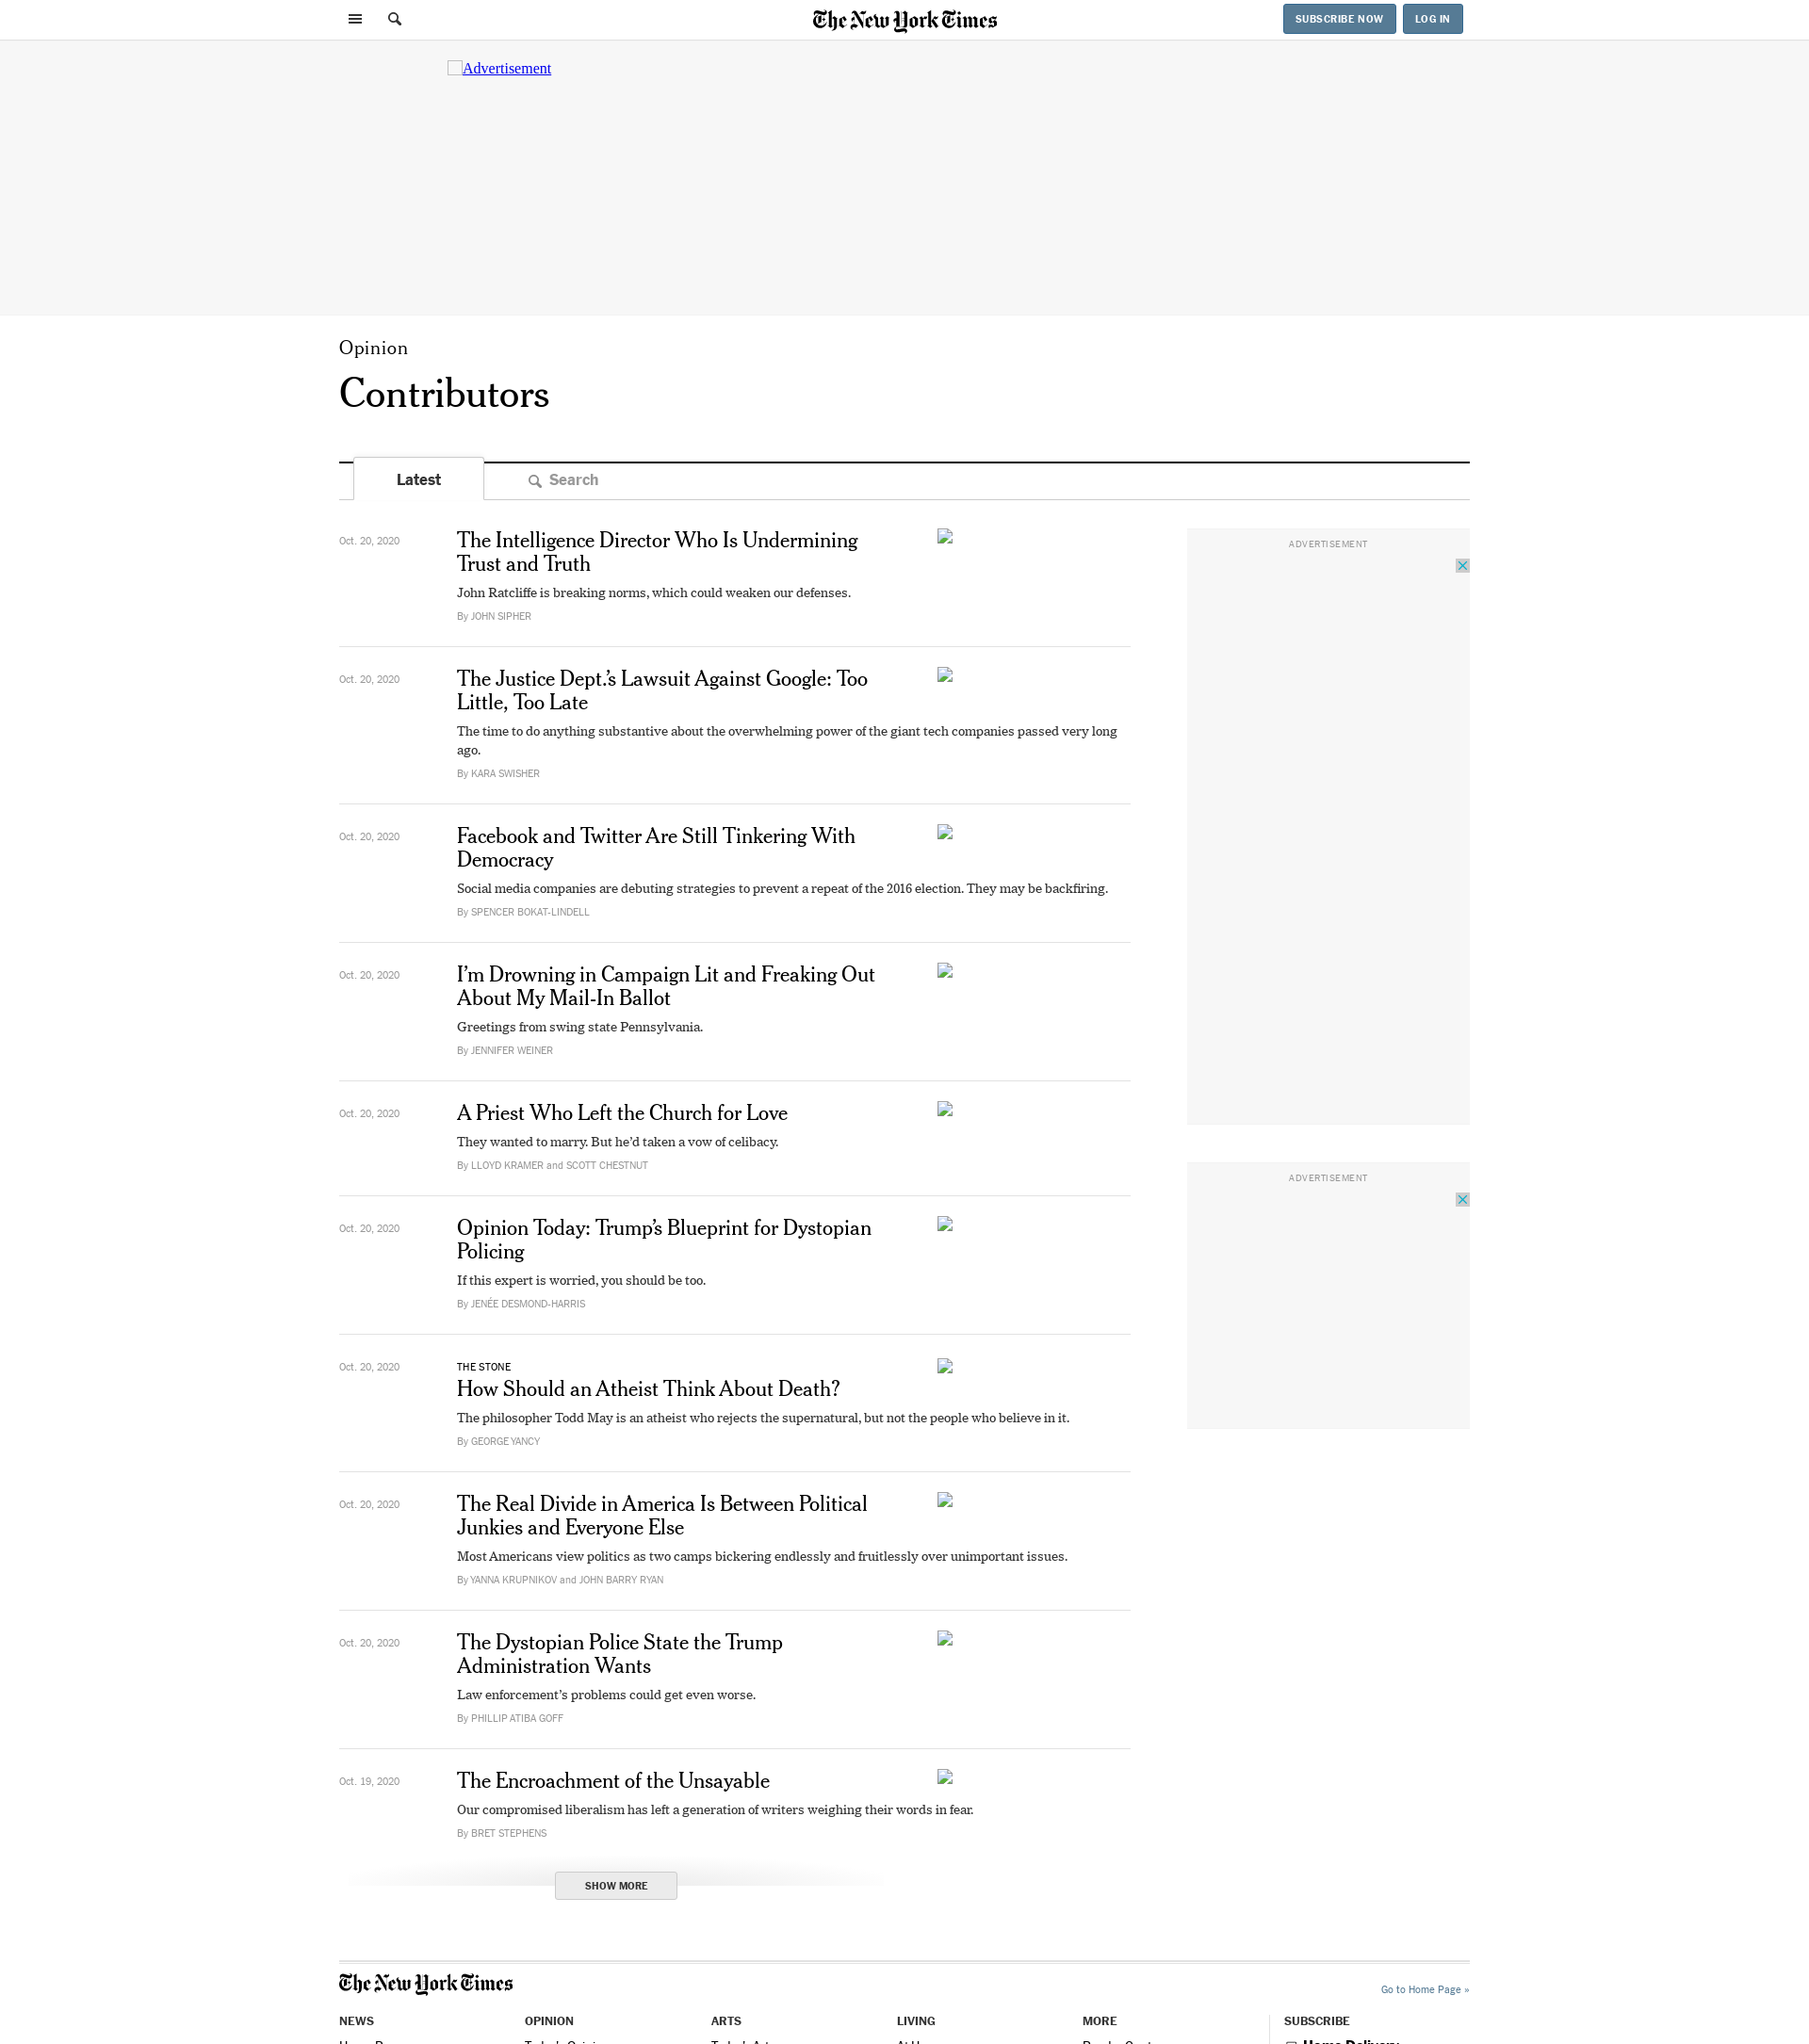 The New York Times
SUBSCRIBE NOW
LOG IN
Advertisement
Opinion
Contributors
Latest
Search
Oct. 20, 2020
The Intelligence Director Who Is Undermining
Trust and Truth
John Ratcliffe is breaking norms, which could weaken our defenses.
By JOHN SIPHER
ADVERTISEMENT
Oct. 20, 2020
The Justice Dept.’s Lawsuit Against Google: Too
Little, Too Late
The time to do anything substantive about the overwhelming power of the giant tech companies passed very long
ago.
By KARA SWISHER
Oct. 20, 2020
Facebook and Twitter Are Still Tinkering With
Democracy
Social media companies are debuting strategies to prevent a repeat of the 2016 election. They may be backfiring.
By SPENCER BOKAT-LINDELL
Oct. 20, 2020
I’m Drowning in Campaign Lit and Freaking Out
About My Mail-In Ballot
Greetings from swing state Pennsylvania.
By JENNIFER WEINER
Oct. 20, 2020
A Priest Who Left the Church for Love
They wanted to marry. But he’d taken a vow of celibacy.
By LLOYD KRAMER and SCOTT CHESTNUT
ADVERTISEMENT
Oct. 20, 2020
Opinion Today: Trump’s Blueprint for Dystopian
Policing
If this expert is worried, you should be too.
By JENÉE DESMOND-HARRIS
Oct. 20, 2020
THE STONE
How Should an Atheist Think About Death?
The philosopher Todd May is an atheist who rejects the supernatural, but not the people who believe in it.
By GEORGE YANCY
Oct. 20, 2020
The Real Divide in America Is Between Political
Junkies and Everyone Else
Most Americans view politics as two camps bickering endlessly and fruitlessly over unimportant issues.
By YANNA KRUPNIKOV and JOHN BARRY RYAN
Oct. 20, 2020
The Dystopian Police State the Trump
Administration Wants
Law enforcement’s problems could get even worse.
By PHILLIP ATIBA GOFF
Oct. 19, 2020
The Encroachment of the Unsayable
Our compromised liberalism has left a generation of writers weighing their words in fear.
By BRET STEPHENS
SHOW MORE
The New York Times
Go to Home Page »
NEWS
OPINION
ARTS
LIVING
MORE
SUBSCRIBE
Home Delivery